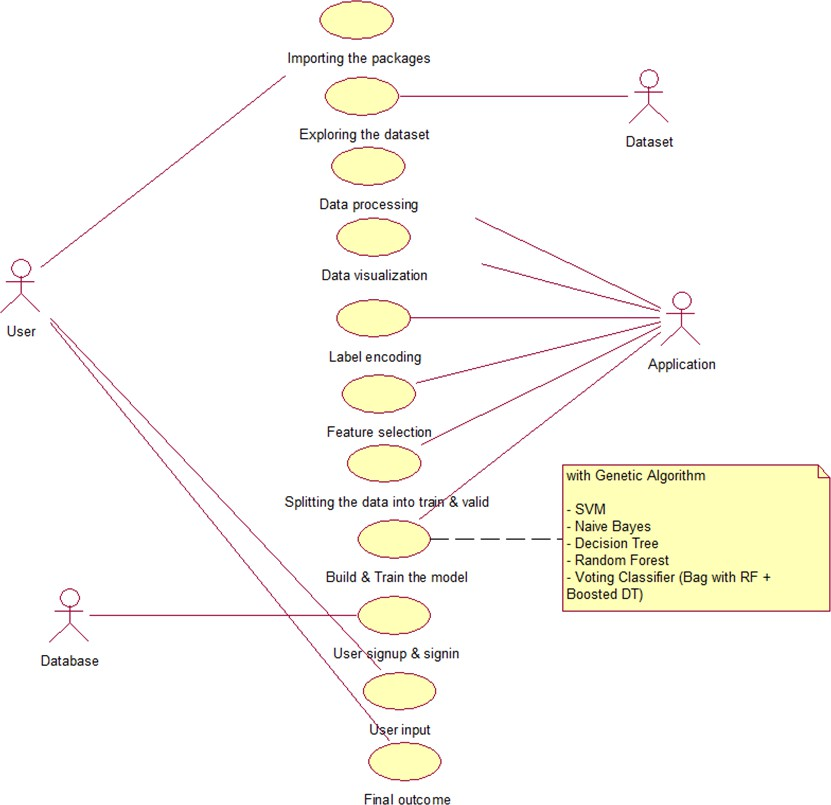 Importing the packages
Exploring the dataset
Dataset
Data processing
Data visualization
User
Label encoding
Application
Feature selection
Splitting the data into train & valid
with Genetic Algorithm
- SVM
- Naive Bayes
- Decision Tree
- Random Forest
- Voting Classifier (Bag with RF +
Boosted DT)
Build & Train the model
User signup & signin
Database
User input
Final outcome